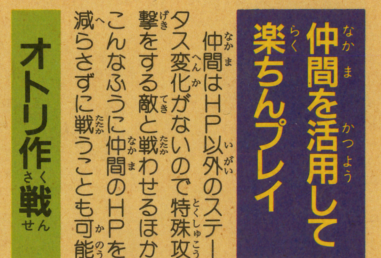 仲間を活用して
楽ちんプレイ
仲間はHP以外のステー
タス変化がないので特殊攻
撃をする敵と戦わせるほか
こんなふうに仲間のHPを
減らさずに戦うことも可能
オトリ作戦